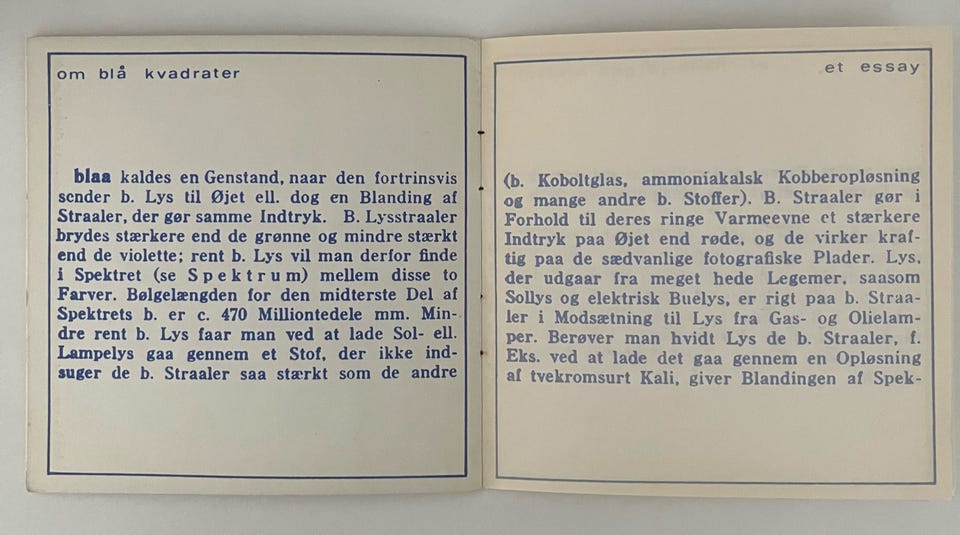 om blå kvadrater
blaa kaldes en Genstand, naar den fortrinsvis
sender b. Lys til Øjet ell. dog en Blanding af
Straaler, der gør samme Indtryk. B. Lysstraaler
brydes stærkere end de grønne og mindre stærkt
end de violette; rent b. Lys vil man derfor finde
i Spektret (se Spektrum) mellem disse to
Farver. Bølgelængden for den midterste Del af
Spektrets b. er c. 470 Milliontedele mm. Min-
dre rent b. Lys faar man ved at lade Sol- ell.
Lampelys gaa gennem et Stof, der ikke ind-
suger de b. Straaler saa stærkt som de andre
et essay
(b. Koboltglas, ammoniakalsk Kobberopløsning
og mange andre b. Stoffer). B. Straaler gør i
Forhold til deres ringe Varmeevne et stærkere
Indtryk paa Øjet end røde, og de virker kraf-
tig paa de sædvanlige fotografiske Plader. Lys,
der udgaar fra meget hede Legemer, saasom
Sollys og elektrisk Buelys, er rigt paa b. Straa-
ler i Modsætning til Lys fra Gas- og Olielam-
per. Berøver man hvidt Lys de b. Straaler, f.
Eks. ved at lade det gaa gennem en Opløsning
af tvekromsurt Kali, giver Blandingen af Spek-